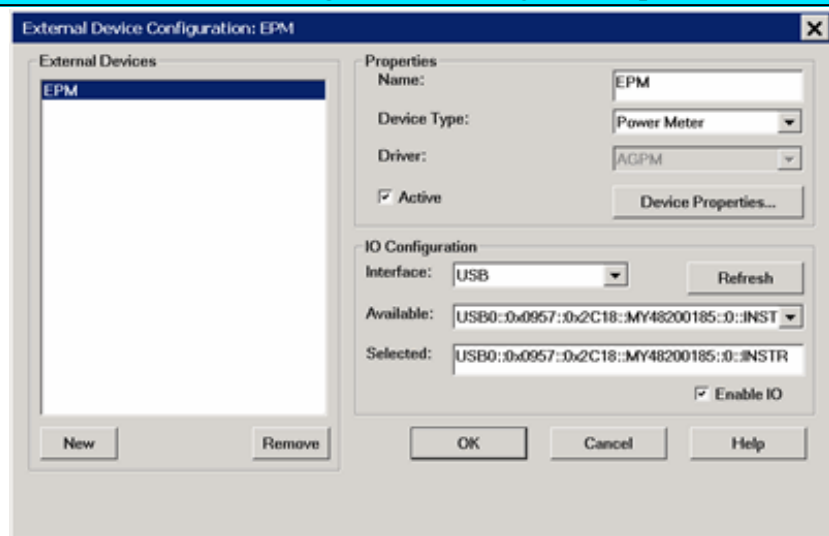 External Device Configuration: EPM
External Devices
EPM
New
Remove
Properties
Name:
EPM
Device Type:
Power Meter
Driver:
AGPM
Active
Device Properties...
IO Configuration
Interface:
USB
Refresh
Available:
USB0::0x0957::0x2C18::MY48200185::0::INST
Selected:
USB0::0x0957::0x2C18::MY48200185::0::INSTR
Enable IO
OK
Cancel
Help